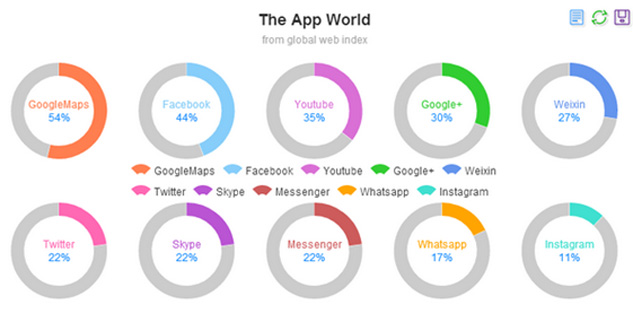 The App World
from global web index
GoogleMaps
54%
Facebook
44%
Youtube
35%
Google+
30%
Weixin
27%
GoogleMaps Facebook Youtube Google+ Weixin
Twitter Skype Messenger Whatsapp Instagram
Twitter
22%
Skype
22%
Messenger
22%
Whatsapp
17%
Instagram
11%